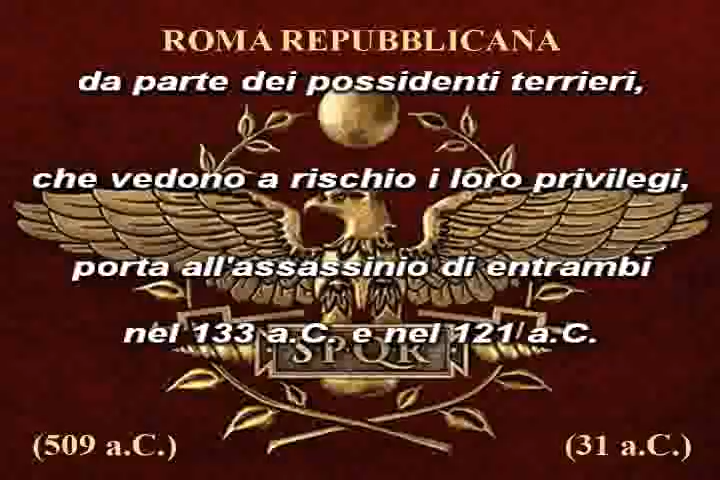 ROMA REPUBBLICANA
da parte dei possidenti terrieri,
che vedono a rischio i loro privilegi,
porta all'assassinio di entrambi
nel 133 a.C. e nel 121 a.C.
SPQR
(509 a.C.)
(31 a.C.)